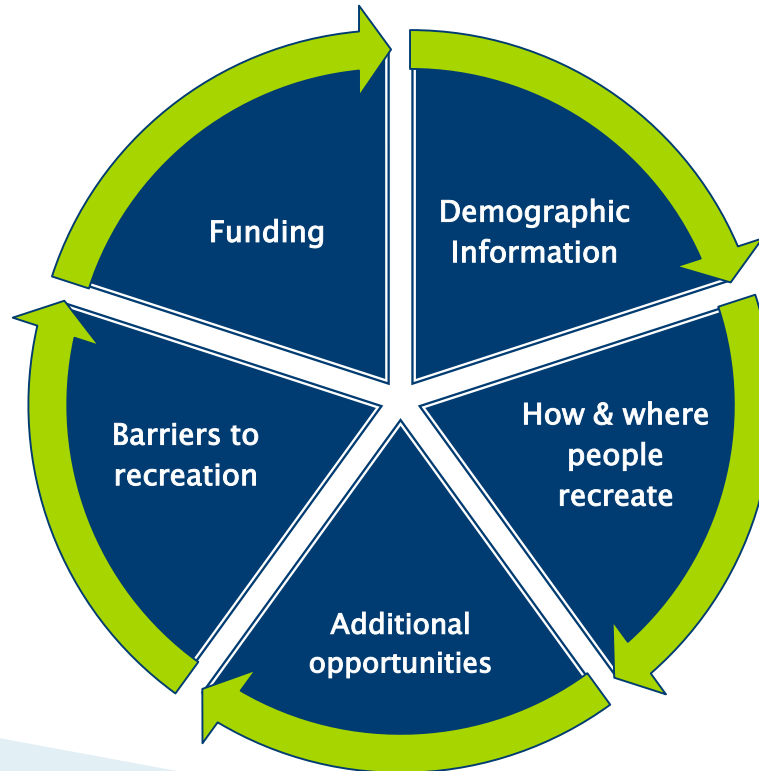 Funding
Demographic
Information
How & where
people
recreate
Barriers to
recreation
Additional
opportunities